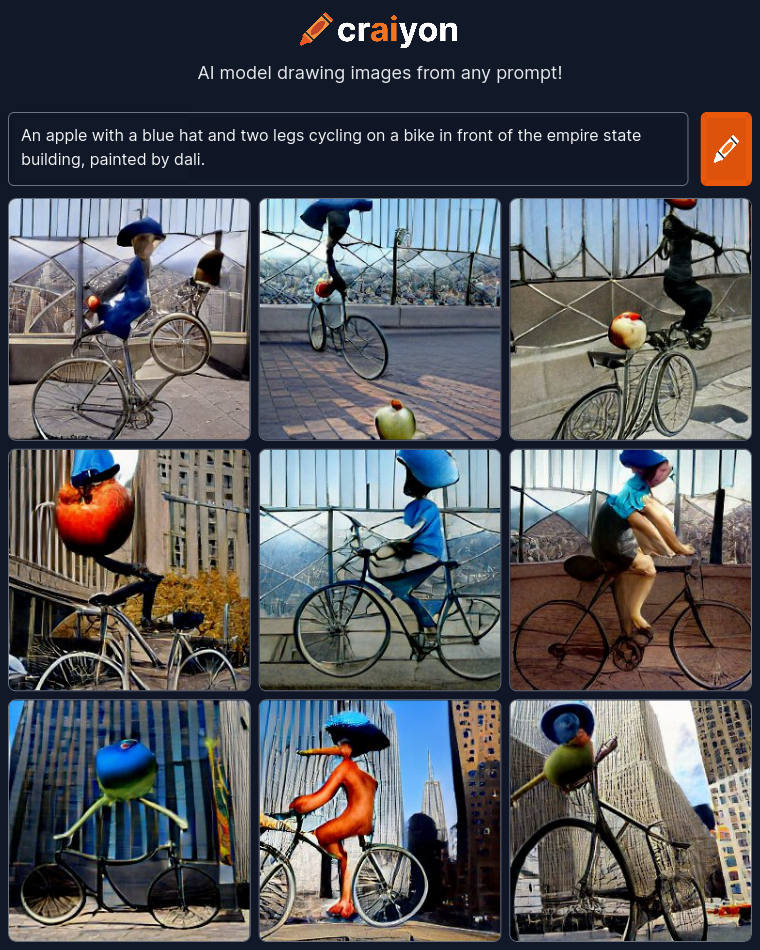 craiyon
AI model drawing images from any prompt!
An apple with a blue hat and two legs cycling on a bike in front of the empire state
building, painted by dali.